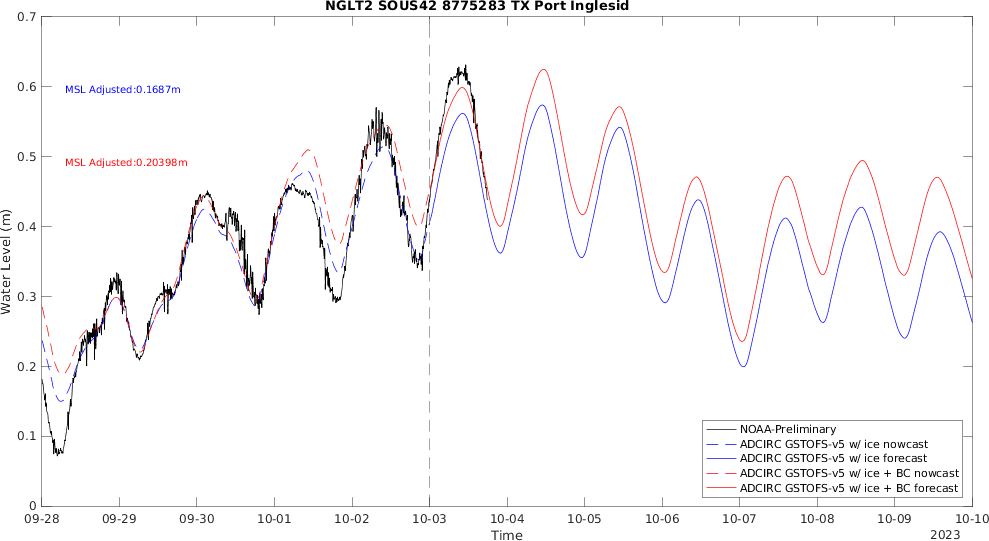 NGLT2 SOUS42 8775283 TX Port Inglesid
0.7
0.6
0.5
0.4
0.3
0.2
0.1
0
Water Level (m)
MSL Adjusted:0.1687m
MSL Adjusted:0.20398m
NOAA-Preliminary
ADCIRC GSTOFS-v5 w/ ice nowcast
ADCIRC GSTOFS-v5 w/ ice forecast
ADCIRC GSTOFS-v5 w/ ice + BC nowcast
ADCIRC GSTOFS-v5 w/ ice + BC forecast
09-28 09-29 09-30 10-01 10-02 10-03 10-04 10-05 10-06 10-07 10-08 10-09 10-10
Time
2023